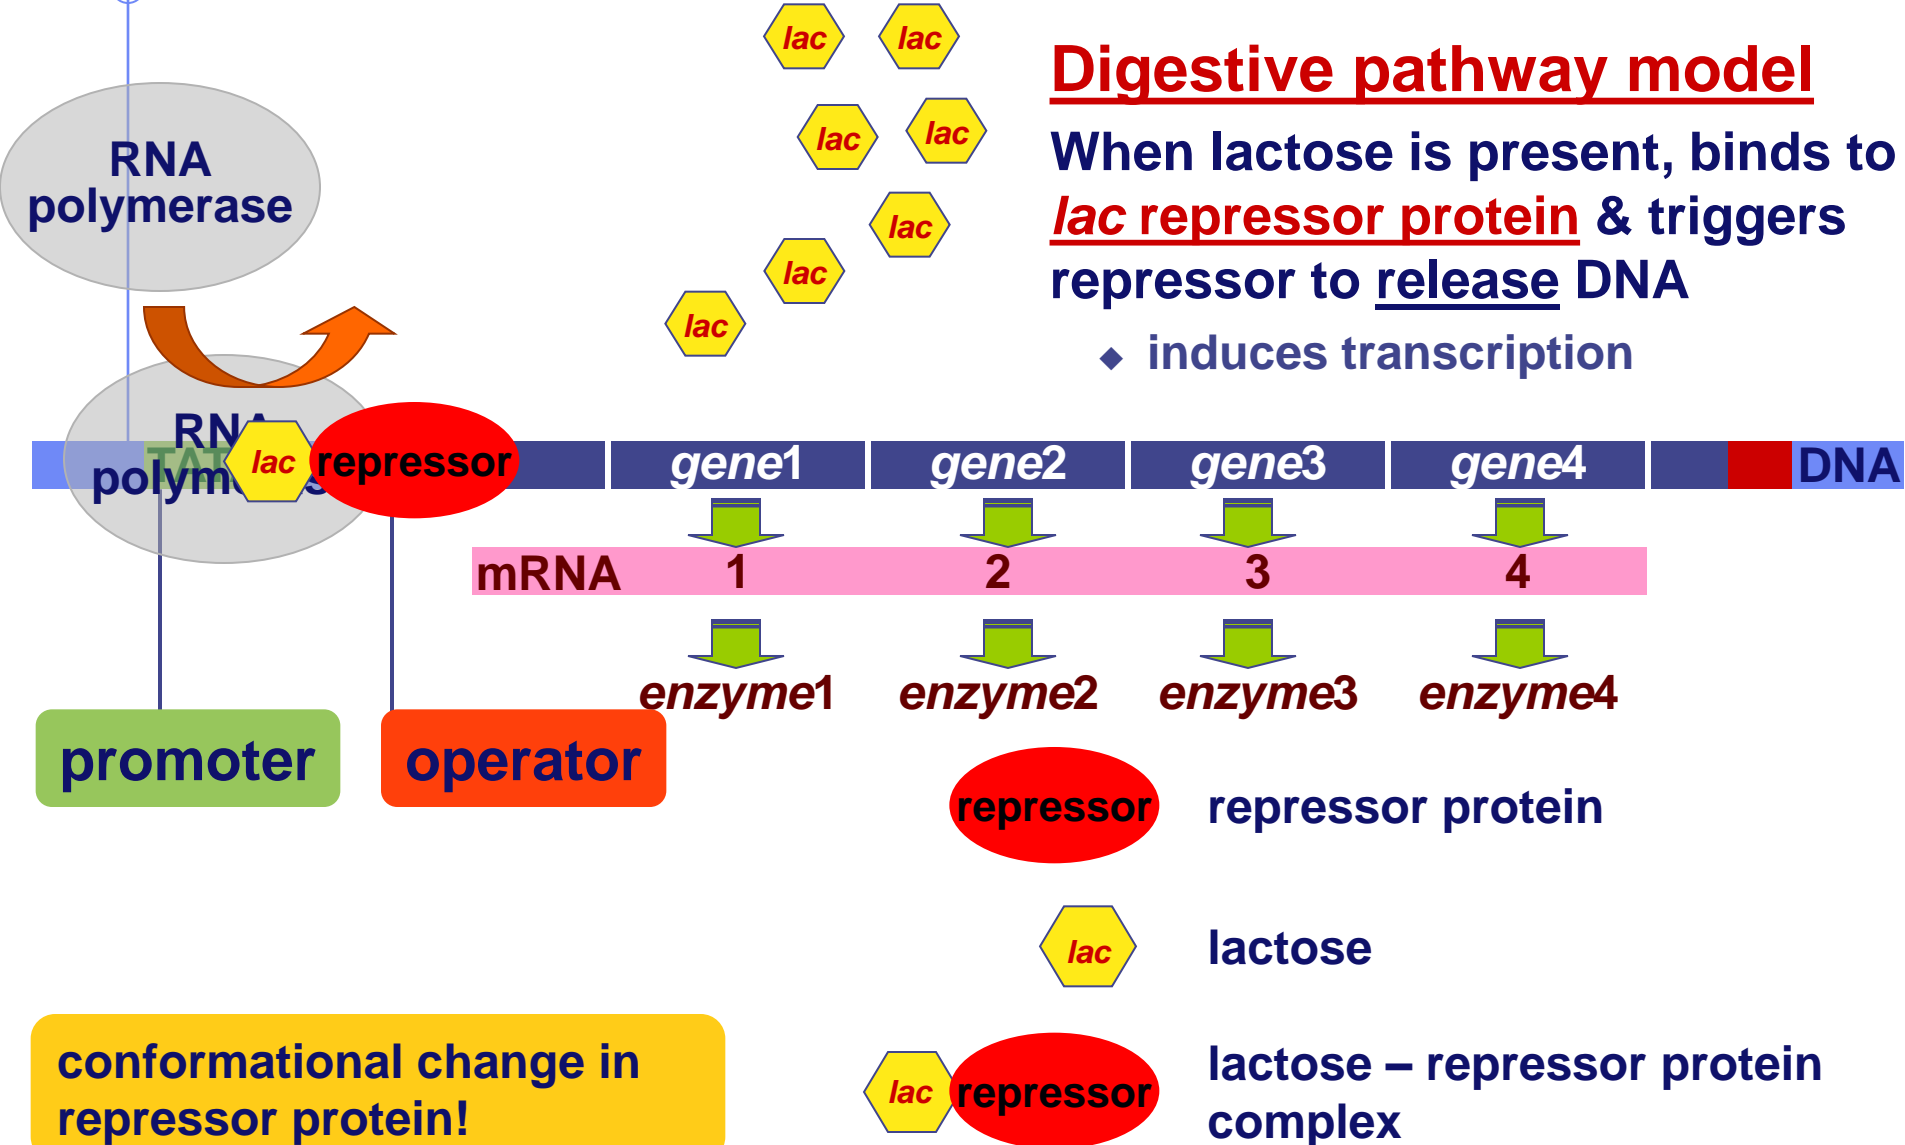 lac lac
lac lac
lac
lac
lac
Digestive pathway model
When lactose is present, binds to
lac repressor protein & triggers
repressor to release DNA
◆ induces transcription
RNA
polymerase
RNA
lac repressor gene1 gene2 gene3 gene4 DNA
mRNA 1 2 3 4
enzyme1 enzyme2 enzyme3 enzyme4
promoter operator
repressor repressor protein
lac lactose
lac repressor lactose – repressor protein
complex
conformational change in
repressor protein!